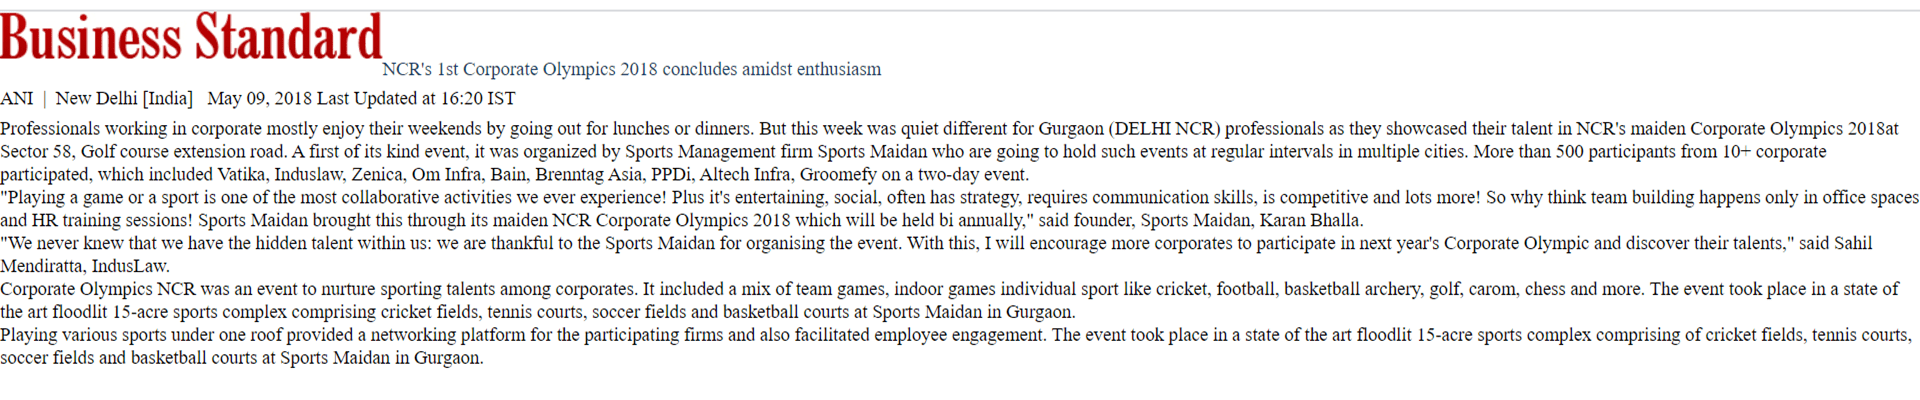 Business Standard
NCR's 1st Corporate Olympics 2018 concludes amidst enthusiasm
ANI | New Delhi [India] May 09, 2018 Last Updated at 16:20 IST
Professionals working in corporate mostly enjoy their weekends by going out for lunches or dinners. But this week was quiet different for Gurgaon (DELHI NCR) professionals as they showcased their talent in NCR's maiden Corporate Olympics 2018at
Sector 58, Golf course extension road. A first of its kind event, it was organized by Sports Management firm Sports Maidan who are going to hold such events at regular intervals in multiple cities. More than 500 participants from 10+ corporate
participated, which included Vatika, Induslaw, Zenica, Om Infra, Bain, Brenntag Asia, PPDi, Altech Infra, Groomefy on a two-day event.
"Playing a game or a sport is one of the most collaborative activities we ever experience! Plus it's entertaining, social, often has strategy, requires communication skills, is competitive and lots more! So why think team building happens only in office spaces
and HR training sessions! Sports Maidan brought this through its maiden NCR Corporate Olympics 2018 which will be held bi annually," said founder, Sports Maidan, Karan Bhalla.
"We never knew that we have the hidden talent within us: we are thankful to the Sports Maidan for organising the event. With this, I will encourage more corporates to participate in next year's Corporate Olympic and discover their talents," said Sahil
Mendiratta, IndusLaw.
Corporate Olympics NCR was an event to nurture sporting talents among corporates. It included a mix of team games, indoor games individual sport like cricket, football, basketball archery, golf, carom, chess and more. The event took place in a state of
the art floodlit 15-acre sports complex comprising cricket fields, tennis courts, soccer fields and basketball courts at Sports Maidan in Gurgaon.
Playing various sports under one roof provided a networking platform for the participating firms and also facilitated employee engagement. The event took place in a state of the art floodlit 15-acre sports complex comprising of cricket fields, tennis courts,
soccer fields and basketball courts at Sports Maidan in Gurgaon.